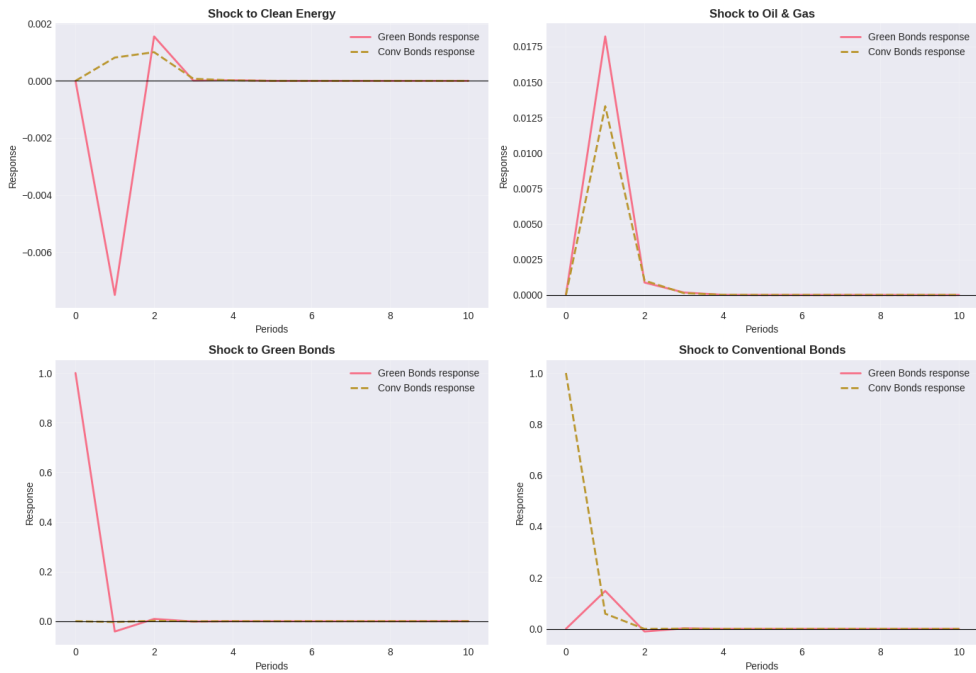 Shock to Clean Energy
0.002
0.000
−0.002
−0.004
−0.006
Response
Green Bonds response
Conv Bonds response
0 2 4 6 8 10
Periods
Shock to Oil & Gas
0.0175
0.0150
0.0125
0.0100
0.0075
0.0050
0.0025
0.0000
Response
Green Bonds response
Conv Bonds response
0 2 4 6 8 10
Periods
Shock to Green Bonds
1.0
0.8
0.6
0.4
0.2
0.0
Response
Green Bonds response
Conv Bonds response
0 2 4 6 8 10
Periods
Shock to Conventional Bonds
1.0
0.8
0.6
0.4
0.2
0.0
Response
Green Bonds response
Conv Bonds response
0 2 4 6 8 10
Periods